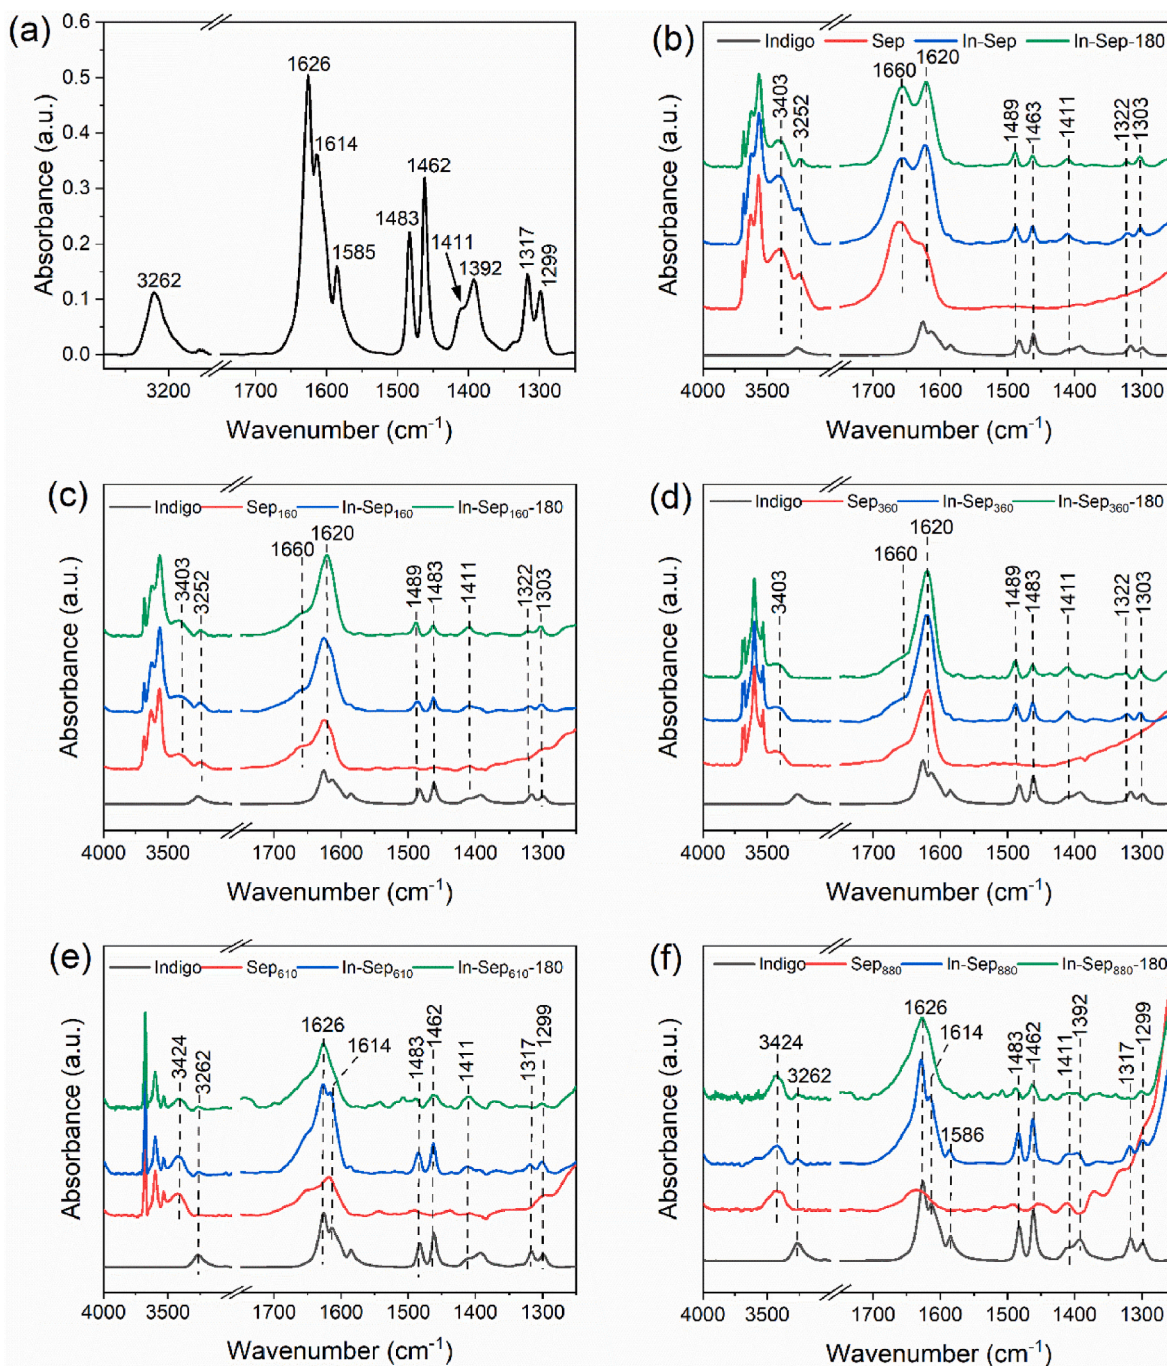 (a)
0.6
0.5
0.4
0.3
0.2
0.1
0.0
Absorbance (a.u.)
3262
1626
1614
1585
1483
1462
1411
1392
1317
1299
3200 1700 1600 1500 1400 1300
Wavenumber (cm⁻¹)
(b)
Indigo Sep In-Sep In-Sep-180
Absorbance (a.u.)
3403
3252
1660
1620
1489
1463
1411
1322
1303
4000 3500 1700 1600 1500 1400 1300
Wavenumber (cm⁻¹)
(c)
Indigo Sep₁₆₀ In-Sep₁₆₀ In-Sep₁₆₀-180
Absorbance (a.u.)
3403
3252
1660
1620
1489
1483
1411
1322
1303
4000 3500 1700 1600 1500 1400 1300
Wavenumber (cm⁻¹)
(d)
Indigo Sep₃₆₀ In-Sep₃₆₀ In-Sep₃₆₀-180
Absorbance (a.u.)
3403
1660
1620
1489
1483
1411
1322
1303
4000 3500 1700 1600 1500 1400 1300
Wavenumber (cm⁻¹)
(e)
Indigo Sep₆₁₀ In-Sep₆₁₀ In-Sep₆₁₀-180
Absorbance (a.u.)
3424
3262
1626
1614
1483
1462
1411
1317
1299
4000 3500 1700 1600 1500 1400 1300
Wavenumber (cm⁻¹)
(f)
Indigo Sep₈₈₀ In-Sep₈₈₀ In-Sep₈₈₀-180
Absorbance (a.u.)
3424
3262
1626
1614
1586
1483
1462
1411
1392
1317
1299
4000 3500 1700 1600 1500 1400 1300
Wavenumber (cm⁻¹)